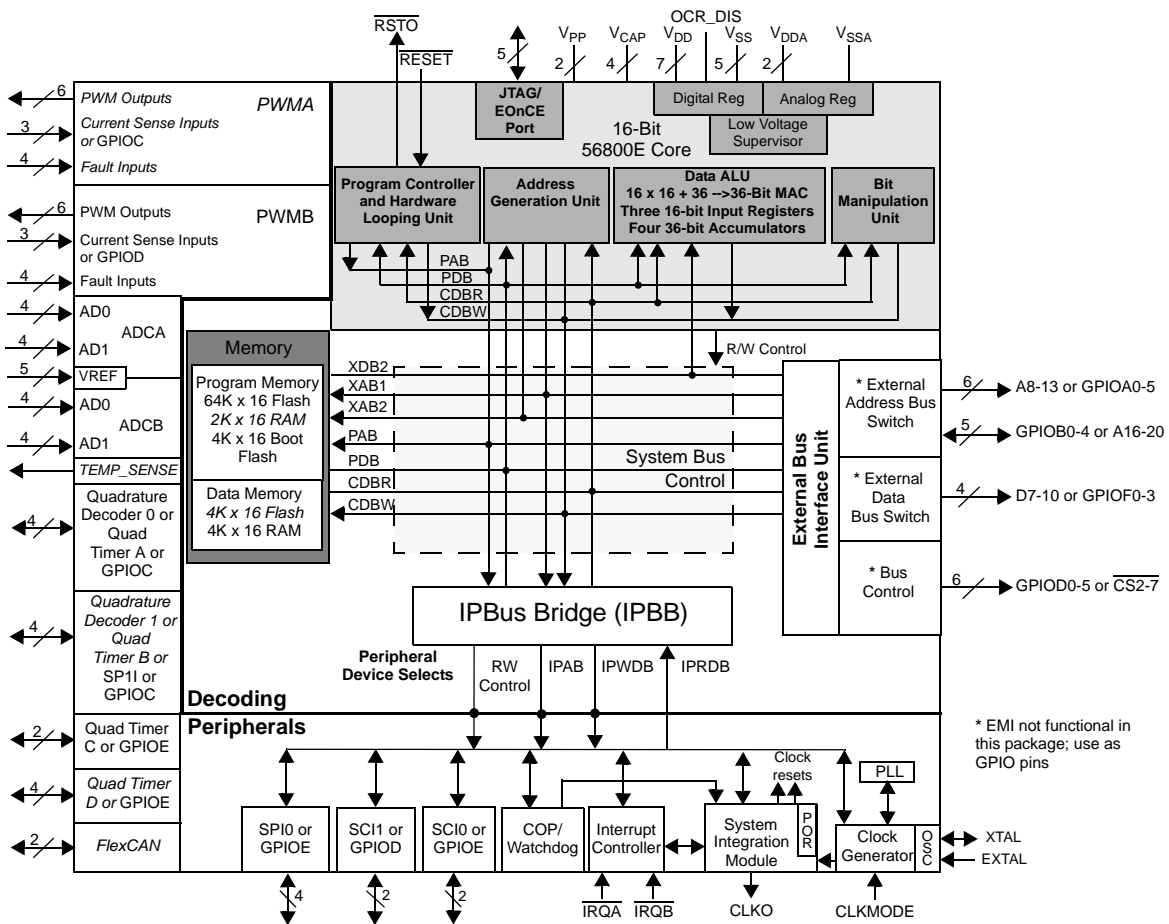 RSTO
RESET
5
VPP
2
VCAP
4
VDD
7
OCR_DIS
VSS
5
VDDA
2
VSSA
JTAG/
EOnCE
Port
Digital Reg
Analog Reg
Low Voltage
Supervisor
16-Bit
56800E Core
Program Controller
and Hardware
Looping Unit
Address
Generation Unit
Data ALU
16 x 16 + 36 -->36-Bit MAC
Three 16-bit Input Registers
Four 36-bit Accumulators
Bit
Manipulation
Unit
PAB
PDB
CDBR
CDBW
6
PWM Outputs
PWMA
3
Current Sense Inputs
or GPIOC
4
Fault Inputs
6
PWM Outputs
PWMB
3
Current Sense Inputs
or GPIOD
4
Fault Inputs
4
AD0
ADCA
4
AD1
5
VREF
4
AD0
ADCB
4
AD1
TEMP_SENSE
4
Quadrature
Decoder 0 or
Quad
Timer A or
GPIOC
4
Quadrature
Decoder 1 or
Quad
Timer B or
SP1I or
GPIOC
2
Quad Timer
C or GPIOE
4
Quad Timer
D or GPIOE
2
FlexCAN
Memory
Program Memory
64K x 16 Flash
2K x 16 RAM
4K x 16 Boot
Flash
Data Memory
4K x 16 Flash
4K x 16 RAM
XDB2
XAB1
XAB2
PAB
PDB
CDBR
CDBW
System Bus
Control
R/W Control
External Bus
Interface Unit
* External
Address Bus
Switch
* External
Data
Bus Switch
* Bus
Control
6
A8-13 or GPIOA0-5
5
GPIOB0-4 or A16-20
4
D7-10 or GPIOF0-3
6
GPIOD0-5 or CS2-7
IPBus Bridge (IPBB)
Peripheral
Device Selects
RW
Control
IPAB
IPWDB
IPRDB
Decoding
Peripherals
* EMI not functional in
this package; use as
GPIO pins
SPI0 or
GPIOE
SCI1 or
GPIOD
SCI0 or
GPIOE
COP/
Watchdog
Interrupt
Controller
System
Integration
Module
POR
Clock
resets
PLL
Clock
Generator
OSC
XTAL
EXTAL
4
2
2
IRQA
IRQB
CLKO
CLKMODE